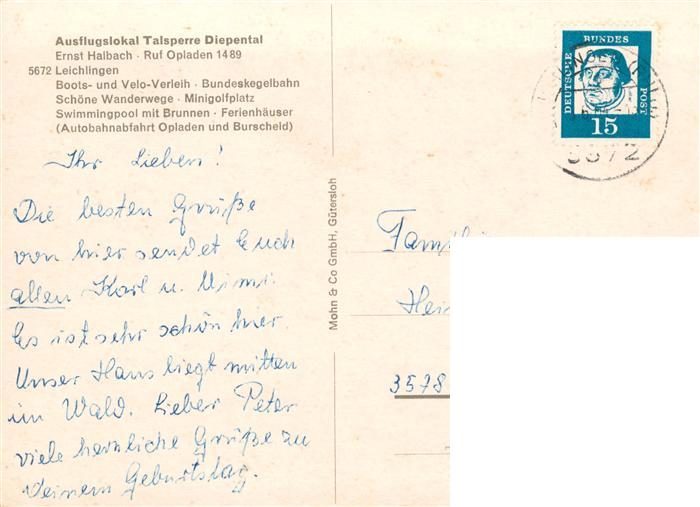 Ausflugslokal Talsperre Diepental
Ernst Halbach · Ruf Opladen 1489
5672 Leichlingen
Boots- und Velo-Verleih · Bundeskegelbahn
Schöne Wanderwege · Minigolfplatz
Swimmingpool mit Brunnen · Ferienhäuser
(Autobahnabfahrt Opladen und Burscheid)
Ihr Lieben!
Die besten Grüße
von hier sendet Euch
allen Karl u. Mimi.
Es ist sehr schön hier.
Unser Haus liegt mitten
im Wald. Lieber Peter
viele herzliche Grüße zu
deinem Geburtstag.
Mohn & Co GmbH, Gütersloh
DEUTSCHE BUNDES POST
15
5672
Familie
Hei
3578